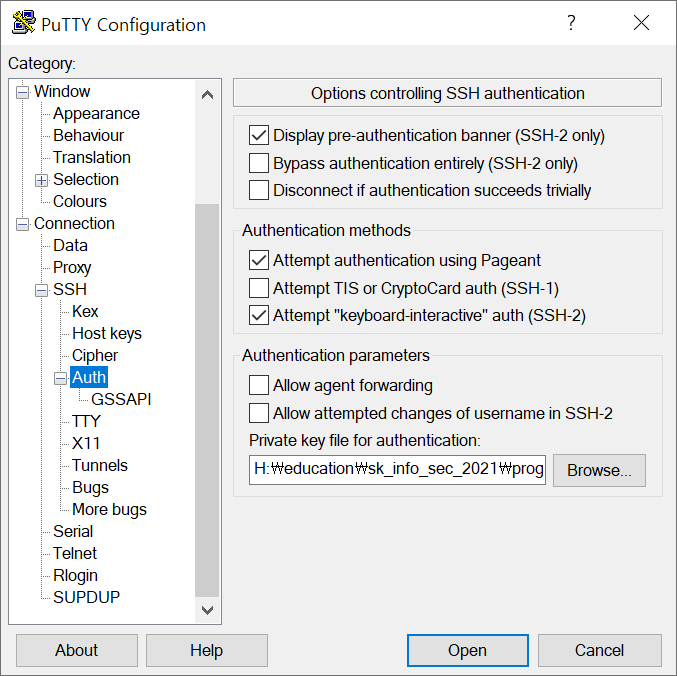 PuTTY Configuration
?
Category:
Window
Appearance
Behaviour
Translation
Selection
Colours
Connection
Data
Proxy
SSH
Kex
Host keys
Cipher
Auth
GSSAPI
TTY
X11
Tunnels
Bugs
More bugs
Serial
Telnet
Rlogin
SUPDUP
Options controlling SSH authentication
Display pre-authentication banner (SSH-2 only)
Bypass authentication entirely (SSH-2 only)
Disconnect if authentication succeeds trivially
Authentication methods
Attempt authentication using Pageant
Attempt TIS or CryptoCard auth (SSH-1)
Attempt "keyboard-interactive" auth (SSH-2)
Authentication parameters
Allow agent forwarding
Allow attempted changes of username in SSH-2
Private key file for authentication:
H:₩education₩sk_info_sec_2021₩prog
Browse...
About
Help
Open
Cancel